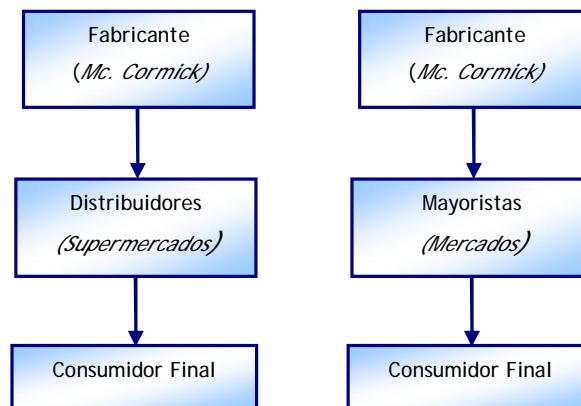 Fabricante
(Mc. Cormick)
Distribuidores
(Supermercados)
Consumidor Final
Fabricante
(Mc. Cormick)
Mayoristas
(Mercados)
Consumidor Final